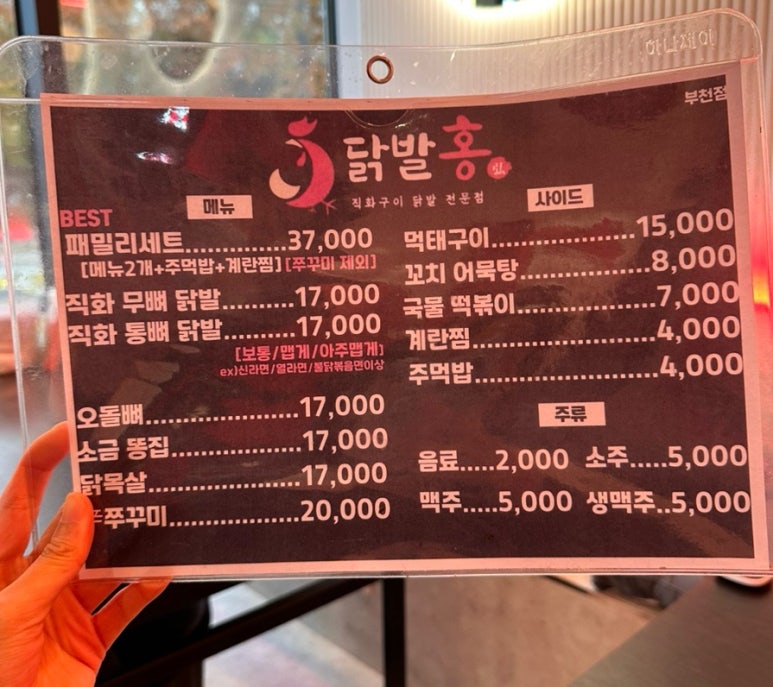 하나제이
부천점
닭발홍
직화구이 닭발 전문점
메뉴
BEST
패밀리세트..............37,000
[메뉴2개+주먹밥+계란찜] [쭈꾸미 제외]
직화 무뼈 닭발..........17,000
직화 통뼈 닭발..........17,000
[보통/맵게/아주맵게]
ex)신라면/열라면/불닭볶음면이상
오돌뼈.....................17,000
소금 똥집..................17,000
닭목살.....................17,000
쭈꾸미..................20,000
사이드
먹태구이....................15,000
꼬치 어묵탕..................8,000
국물 떡볶이..................7,000
계란찜..........................4,000
주먹밥..........................4,000
주류
음료.....2,000 소주.....5,000
맥주.....5,000 생맥주..5,000